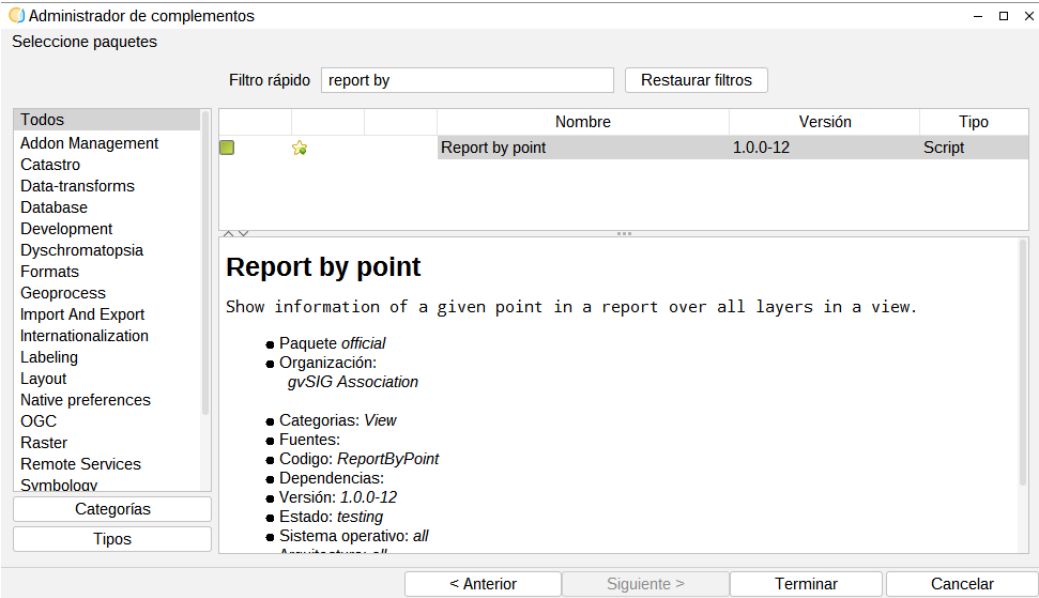 Administrador de complementos
Seleccione paquetes
Filtro rápido report by Restaurar filtros
Todos
Addon Management
Catastro
Data-transforms
Database
Development
Dyschromatopsia
Formats
Geoprocess
Import And Export
Internationalization
Labeling
Layout
Native preferences
OGC
Raster
Remote Services
Symbology
Categorías
Tipos
Nombre Versión Tipo
Report by point 1.0.0-12 Script
Report by point
Show information of a given point in a report over all layers in a view.
Paquete official
Organización:
gvSIG Association
Categorias: View
Fuentes:
Codigo: ReportByPoint
Dependencias:
Versión: 1.0.0-12
Estado: testing
Sistema operativo: all
Arquitectura: all
< Anterior Siguiente > Terminar Cancelar